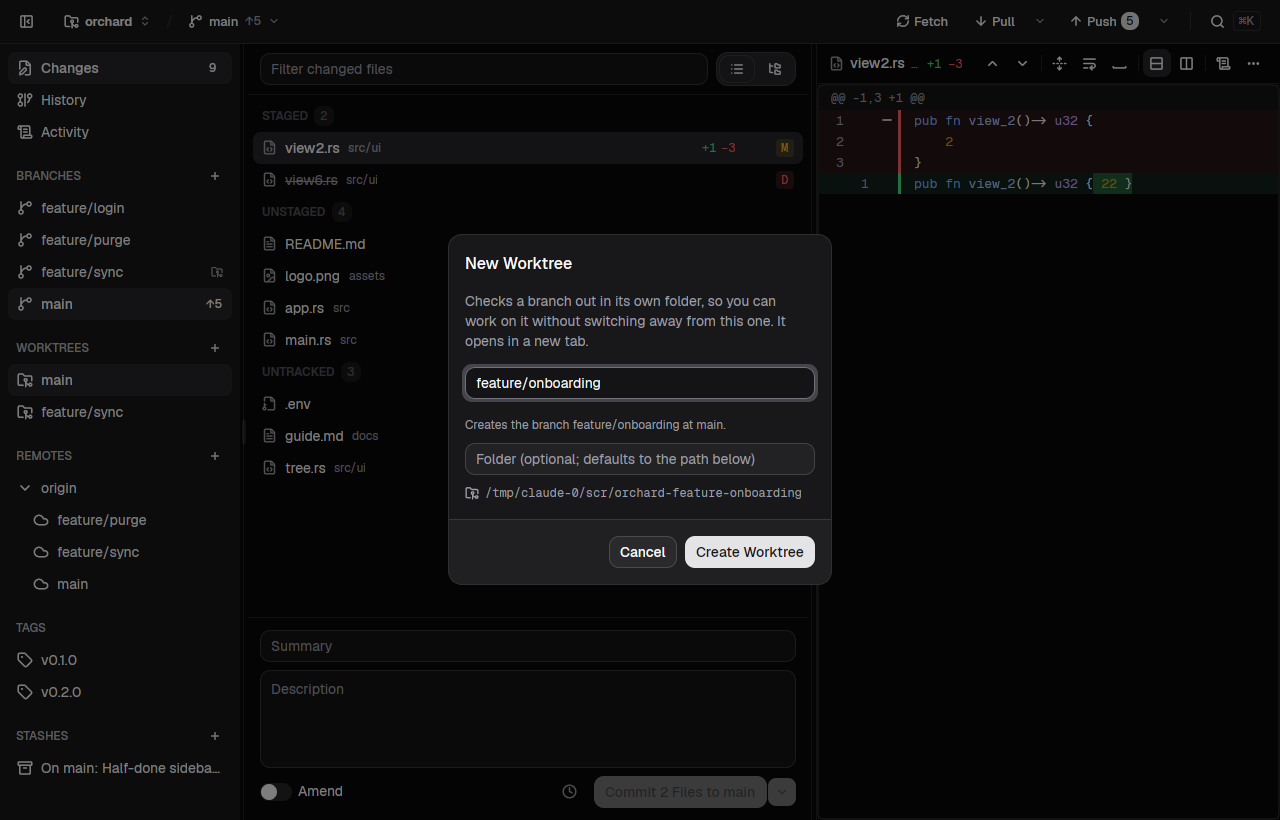 orchard
main ↑5
Fetch
Pull
Push 5
⌘K
Changes 9
History
Activity
BRANCHES
feature/login
feature/purge
feature/sync
main ↑5
WORKTREES
main
feature/sync
REMOTES
origin
feature/purge
feature/sync
main
TAGS
v0.1.0
v0.2.0
STASHES
On main: Half-done sideba…
Filter changed files
STAGED 2
view2.rs src/ui +1 −3 M
view6.rs src/ui D
UNSTAGED 4
README.md
logo.png assets
app.rs src
main.rs src
UNTRACKED 3
.env
guide.md docs
tree.rs src/ui
Summary
Description
Amend
Commit 2 Files to main
view2.rs … +1 −3
@@ -1,3 +1 @@
1 − pub fn view_2()-> u32 {
2 2
3 }
1 pub fn view_2()-> u32 { 22 }
New Worktree
Checks a branch out in its own folder, so you can
work on it without switching away from this one. It
opens in a new tab.
feature/onboarding
Creates the branch feature/onboarding at main.
Folder (optional; defaults to the path below)
/tmp/claude-0/scr/orchard-feature-onboarding
Cancel
Create Worktree